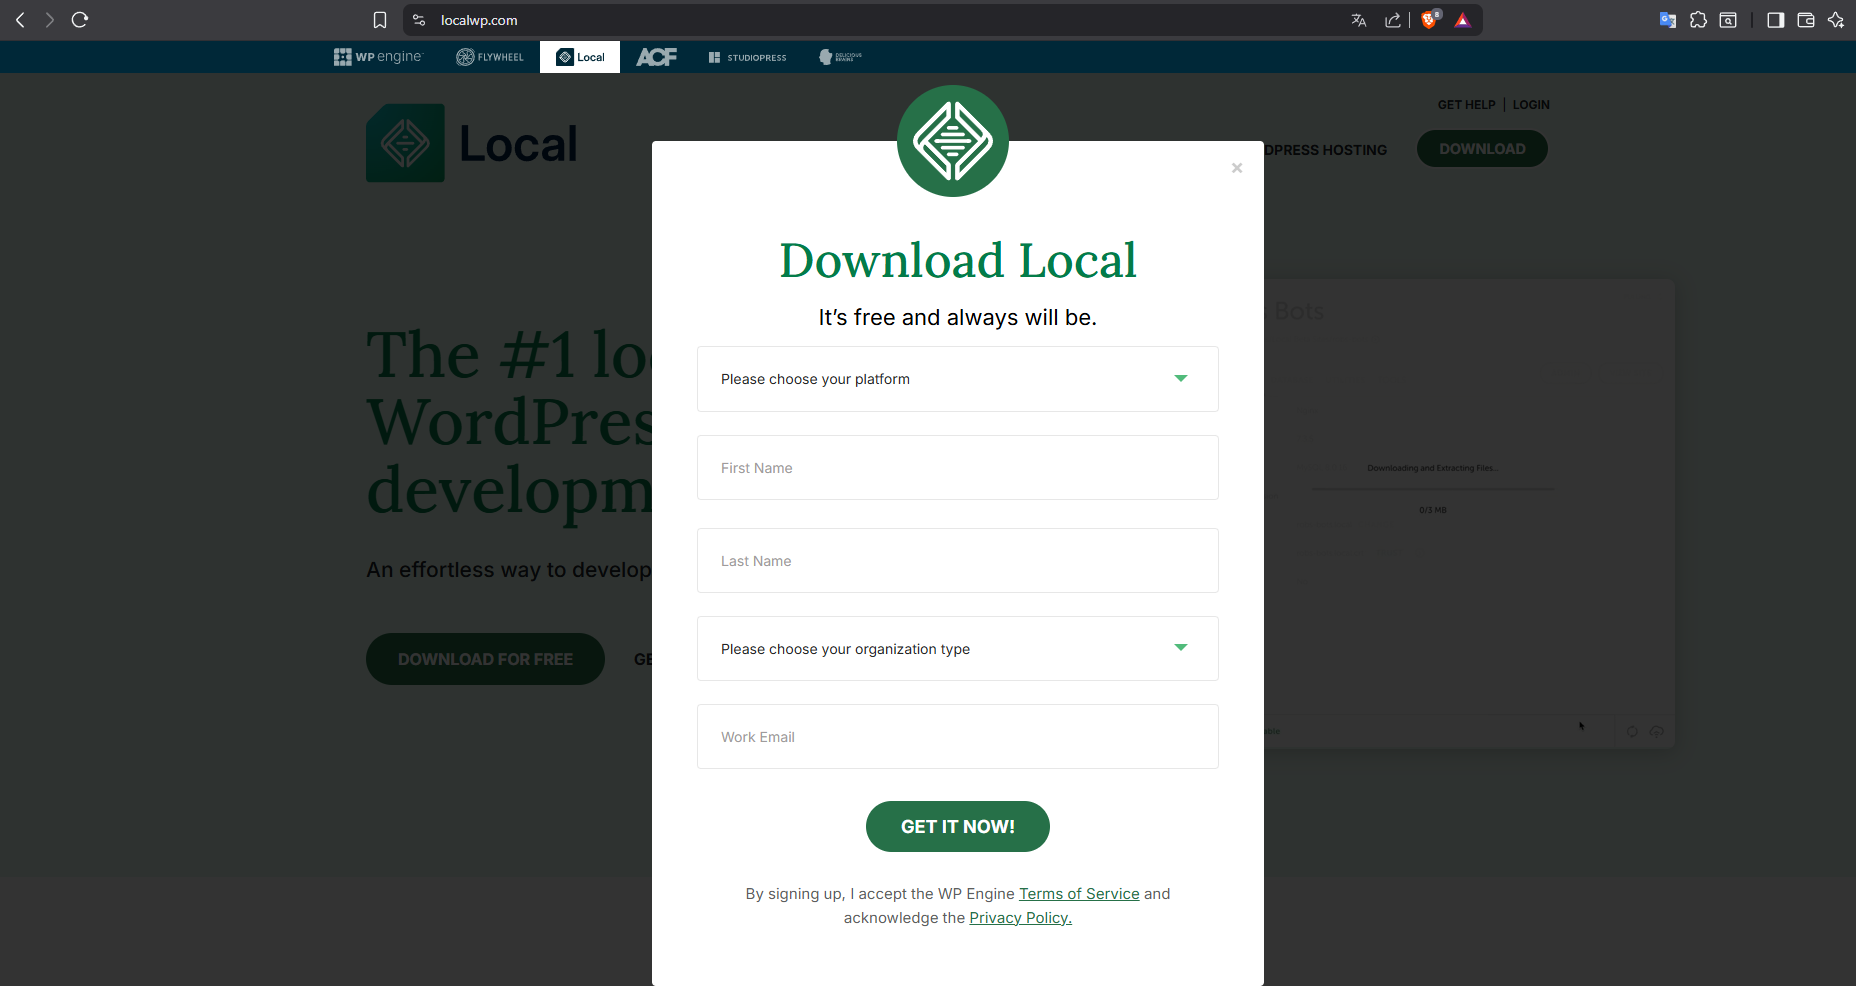 localwp.com
8
WP engine
FLYWHEEL
Local
ACF
STUDIOPRESS
DELICIOUS
BRAINS
GET HELP | LOGIN
Local
DPRESS HOSTING
DOWNLOAD
×
Download Local
It's free and always will be.
Please choose your platform
First Name
Last Name
Please choose your organization type
Work Email
GET IT NOW!
By signing up, I accept the WP Engine Terms of Service and
acknowledge the Privacy Policy.
The #1 lo
WordPres
developm
An effortless way to develop
DOWNLOAD FOR FREE
GE
Bots
Downloading and Extracting Files...
0/3 MB